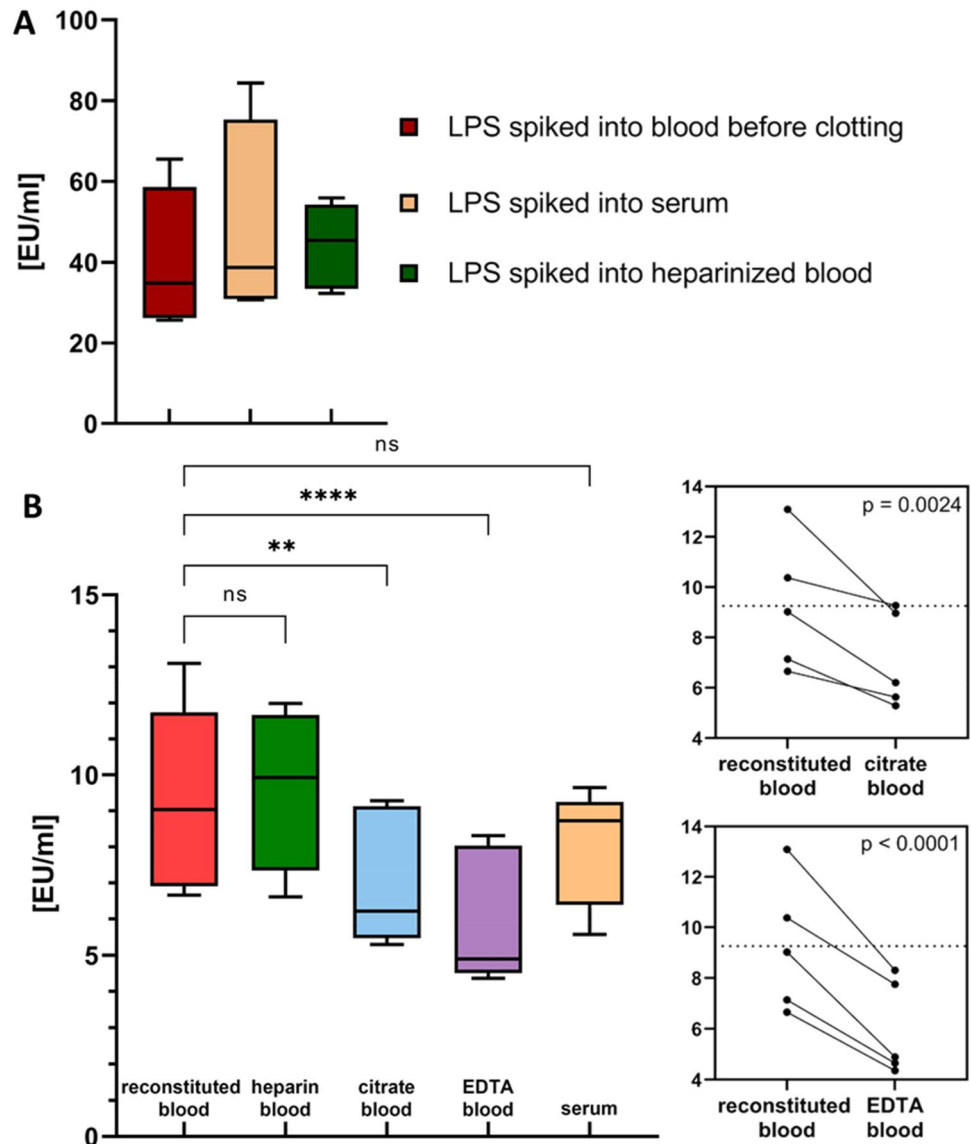 A
100
80
60
40
20
0
[EU/ml]
LPS spiked into blood before clotting
LPS spiked into serum
LPS spiked into heparinized blood
B
ns
****
**
ns
15
10
5
0
[EU/ml]
reconstituted blood
heparin blood
citrate blood
EDTA blood
serum
14
12
10
8
6
4
p = 0.0024
reconstituted blood
citrate blood
14
12
10
8
6
4
p < 0.0001
reconstituted blood
EDTA blood